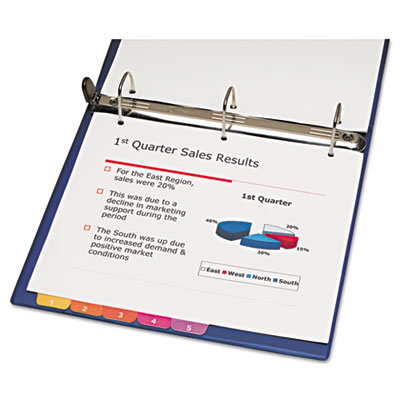 1st Quarter Sales Results
For the East Region,
sales were 20%
This was due to a
decline in marketing
support during the
period
The South was up due
to increased demand &
positive market
conditions
1st Quarter
40%
20%
15%
20%
East West North South
1 2 3 4 5